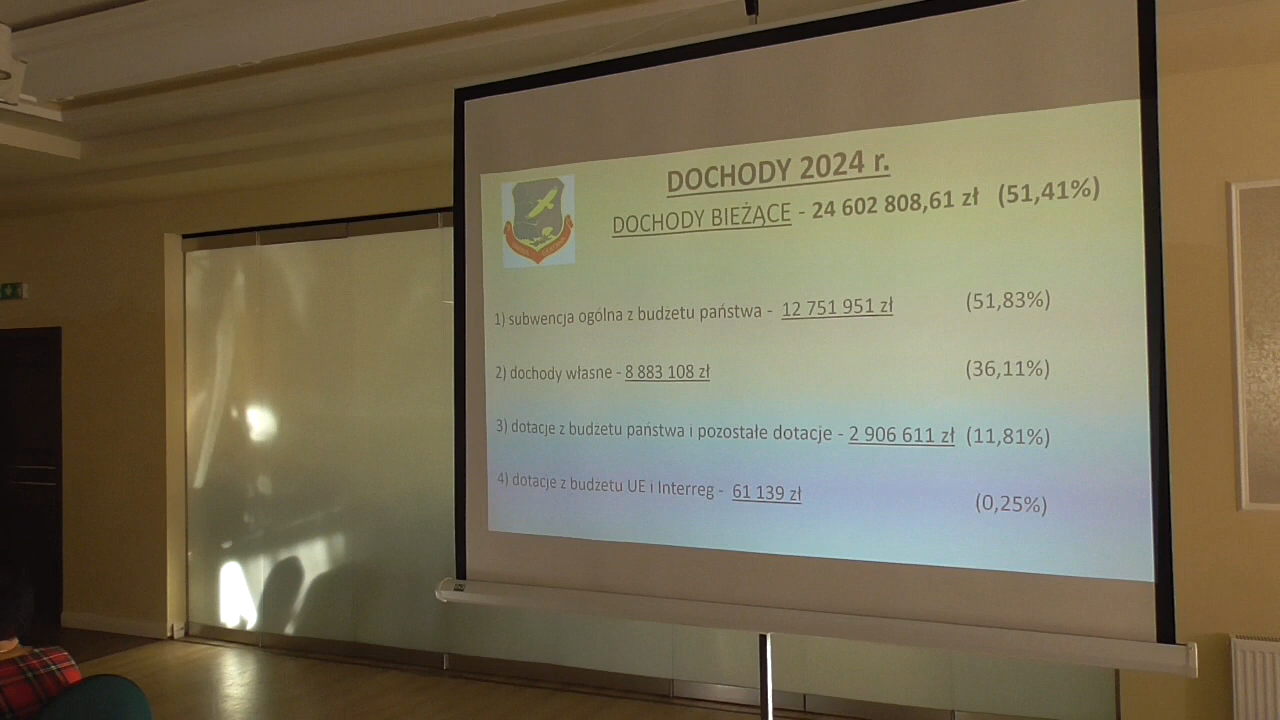 DOCHODY 2024 r.
DOCHODY BIEŻĄCE - 24 602 808,61 zł (51,41%)
1) subwencja ogólna z budżetu państwa - 12 751 951 zł (51,83%)
2) dochody własne - 8 883 108 zł (36,11%)
3) dotacje z budżetu państwa i pozostałe dotacje - 2 906 611 zł (11,81%)
4) dotacje z budżetu UE i Interreg - 61 139 zł (0,25%)